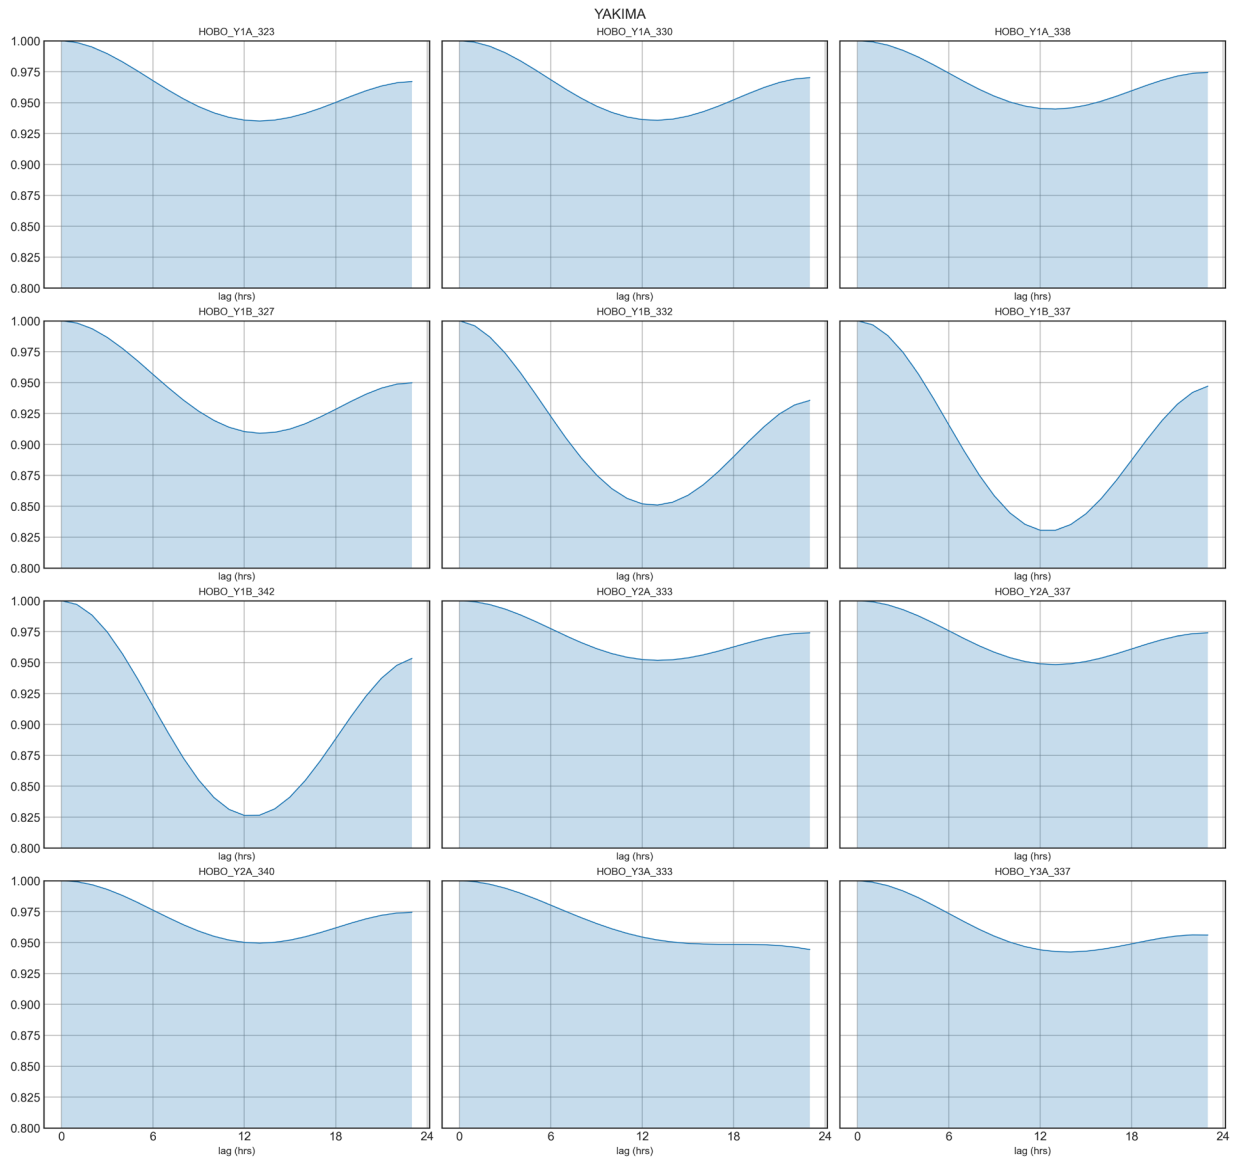 YAKIMA
HOBO_Y1A_323
HOBO_Y1A_330
HOBO_Y1A_338
1.000
0.975
0.950
0.925
0.900
0.875
0.850
0.825
0.800
lag (hrs)
lag (hrs)
lag (hrs)
HOBO_Y1B_327
HOBO_Y1B_332
HOBO_Y1B_337
1.000
0.975
0.950
0.925
0.900
0.875
0.850
0.825
0.800
lag (hrs)
lag (hrs)
lag (hrs)
HOBO_Y1B_342
HOBO_Y2A_333
HOBO_Y2A_337
1.000
0.975
0.950
0.925
0.900
0.875
0.850
0.825
0.800
lag (hrs)
lag (hrs)
lag (hrs)
HOBO_Y2A_340
HOBO_Y3A_333
HOBO_Y3A_337
1.000
0.975
0.950
0.925
0.900
0.875
0.850
0.825
0.800
0 6 12 18 24
0 6 12 18 24
0 6 12 18 24
lag (hrs)
lag (hrs)
lag (hrs)